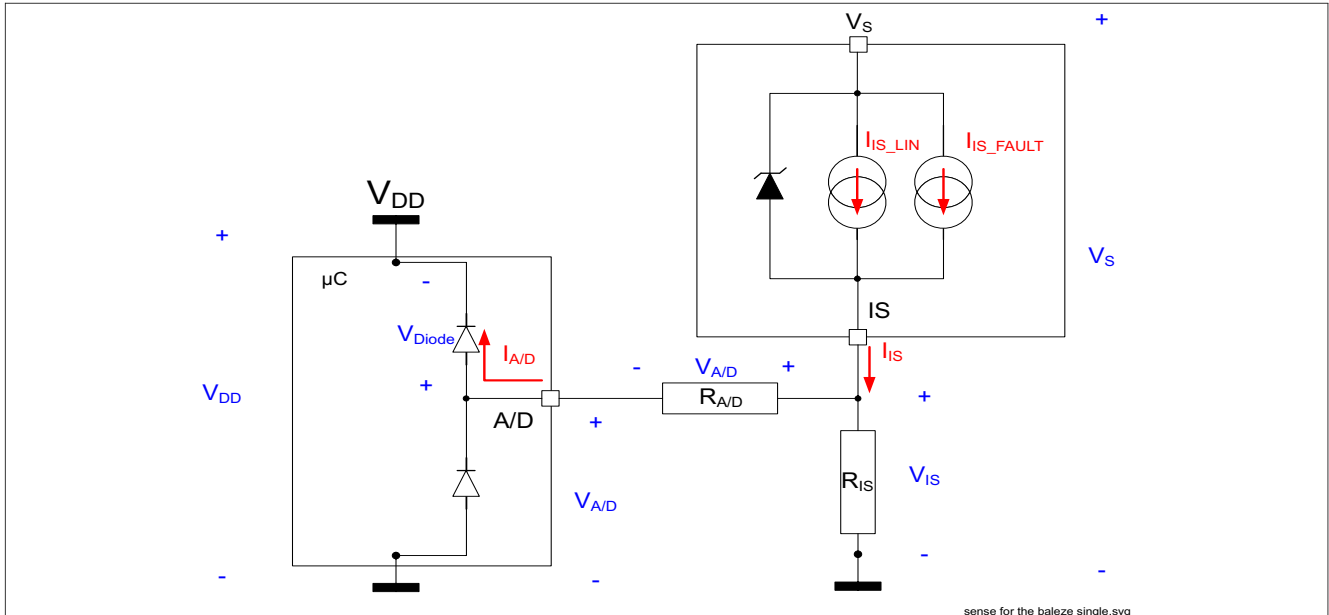 VS
+
IIS_LIN
IIS_FAULT
VDD
+
µC
-
VS
IS
VDiode
IA/D
IIS
-
VA/D
+
VDD
+
RA/D
+
A/D
+
RIS
VIS
VA/D
-
-
-
-
sense for the baleze single.svg